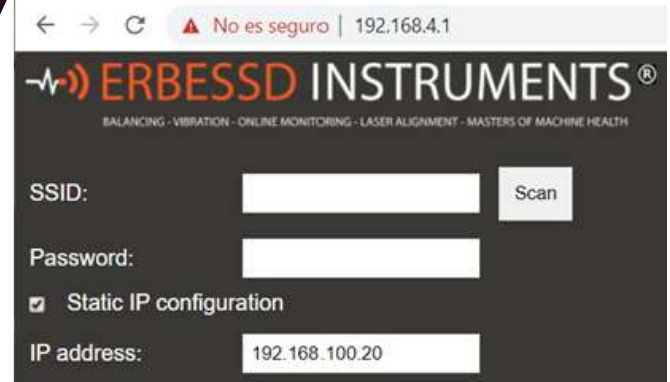 No es seguro | 192.168.4.1
ERBESSD INSTRUMENTS®
BALANCING - VIBRATION - ONLINE MONITORING - LASER ALIGNMENT - MASTERS OF MACHINE HEALTH
SSID: Scan
Password:
Static IP configuration
IP address: 192.168.100.20